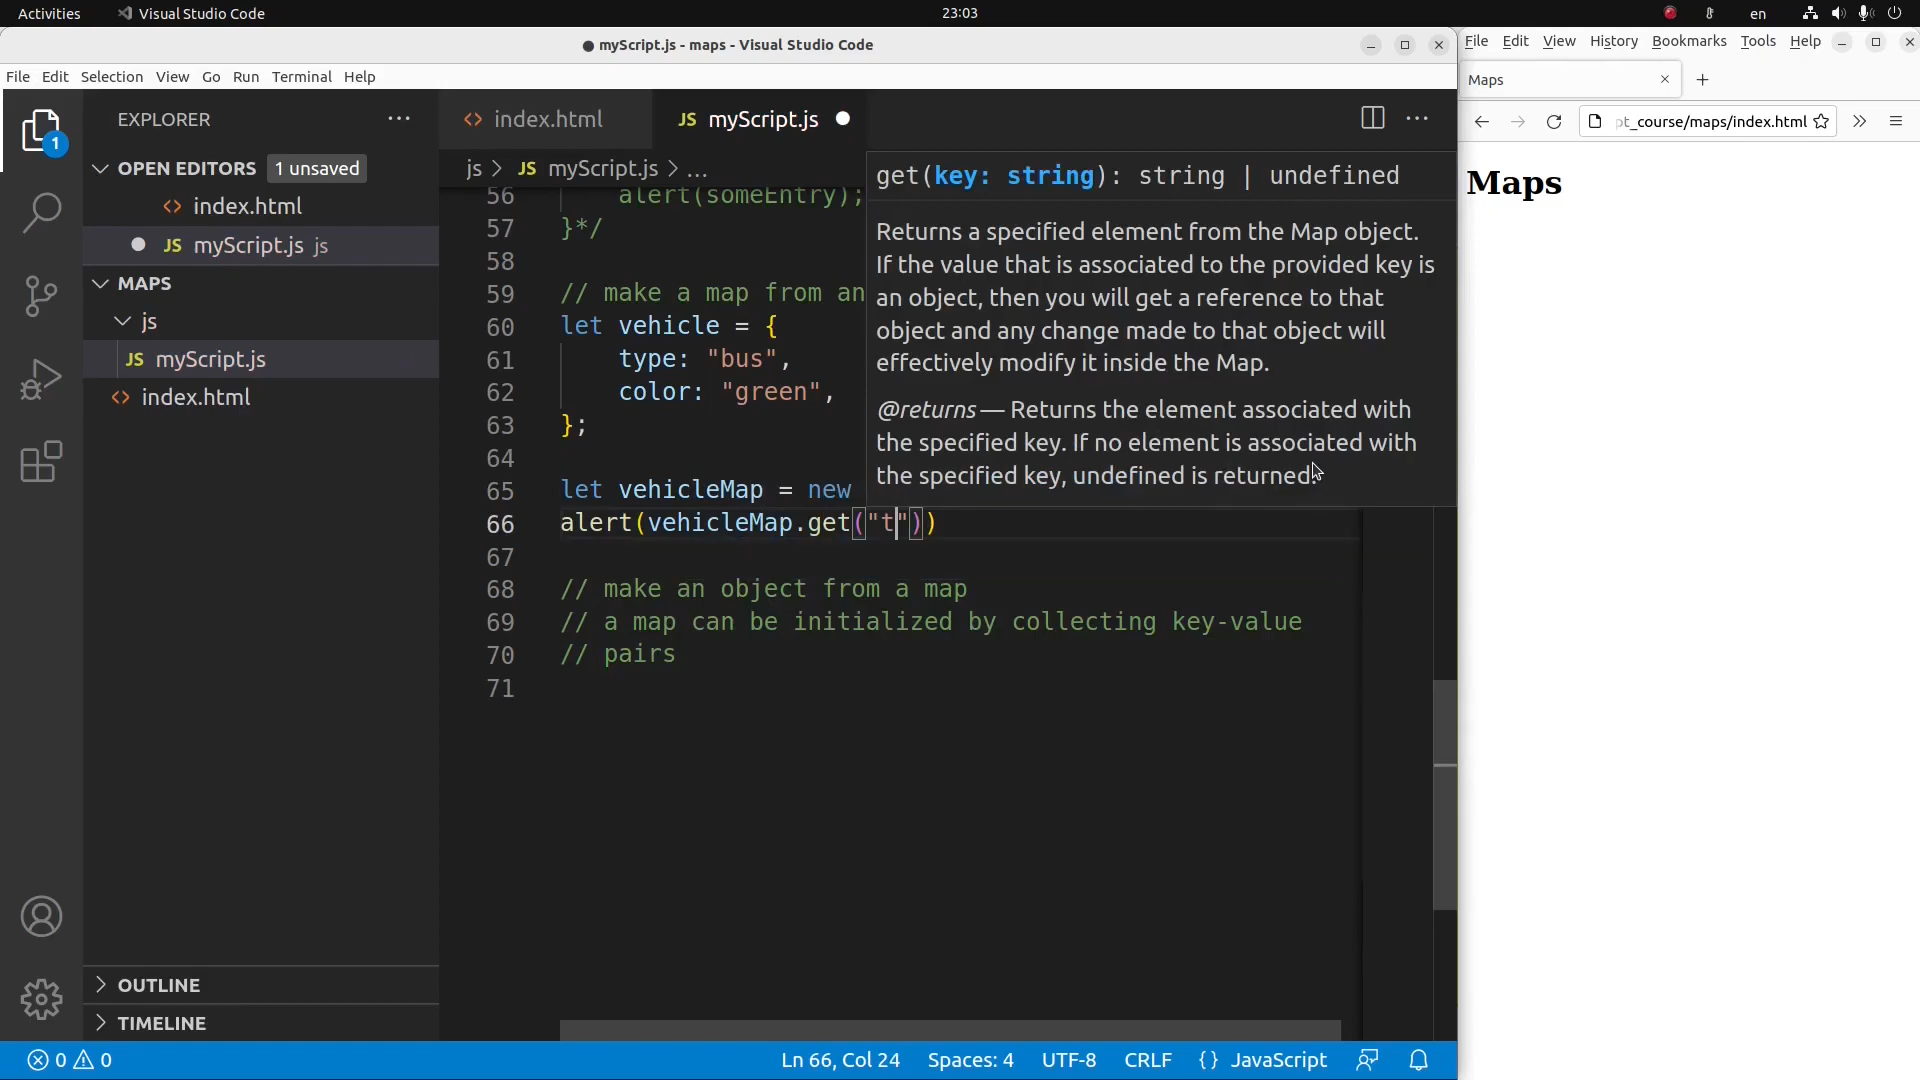 Activities
Visual Studio Code
23:03
en
myScript.js - maps - Visual Studio Code
File Edit Selection View Go Run Terminal Help
EXPLORER
OPEN EDITORS 1 unsaved
index.html
JS myScript.js js
MAPS
js
JS myScript.js
index.html
OUTLINE
TIMELINE
1
index.html
JS myScript.js
js > JS myScript.js > ...
56 alert(someEntry);
57 }*/
58
59 // make a map from an
60 let vehicle = {
61 type: "bus",
62 color: "green",
63 };
64
65 let vehicleMap = new
66 alert(vehicleMap.get("t"))
67
68 // make an object from a map
69 // a map can be initialized by collecting key-value
70 // pairs
71
get(key: string): string | undefined
Returns a specified element from the Map object.
If the value that is associated to the provided key is
an object, then you will get a reference to that
object and any change made to that object will
effectively modify it inside the Map.
@returns — Returns the element associated with
the specified key. If no element is associated with
the specified key, undefined is returned.
0 0
Ln 66, Col 24 Spaces: 4 UTF-8 CRLF {} JavaScript
File Edit View History Bookmarks Tools Help
Maps
pt_course/maps/index.html
Maps